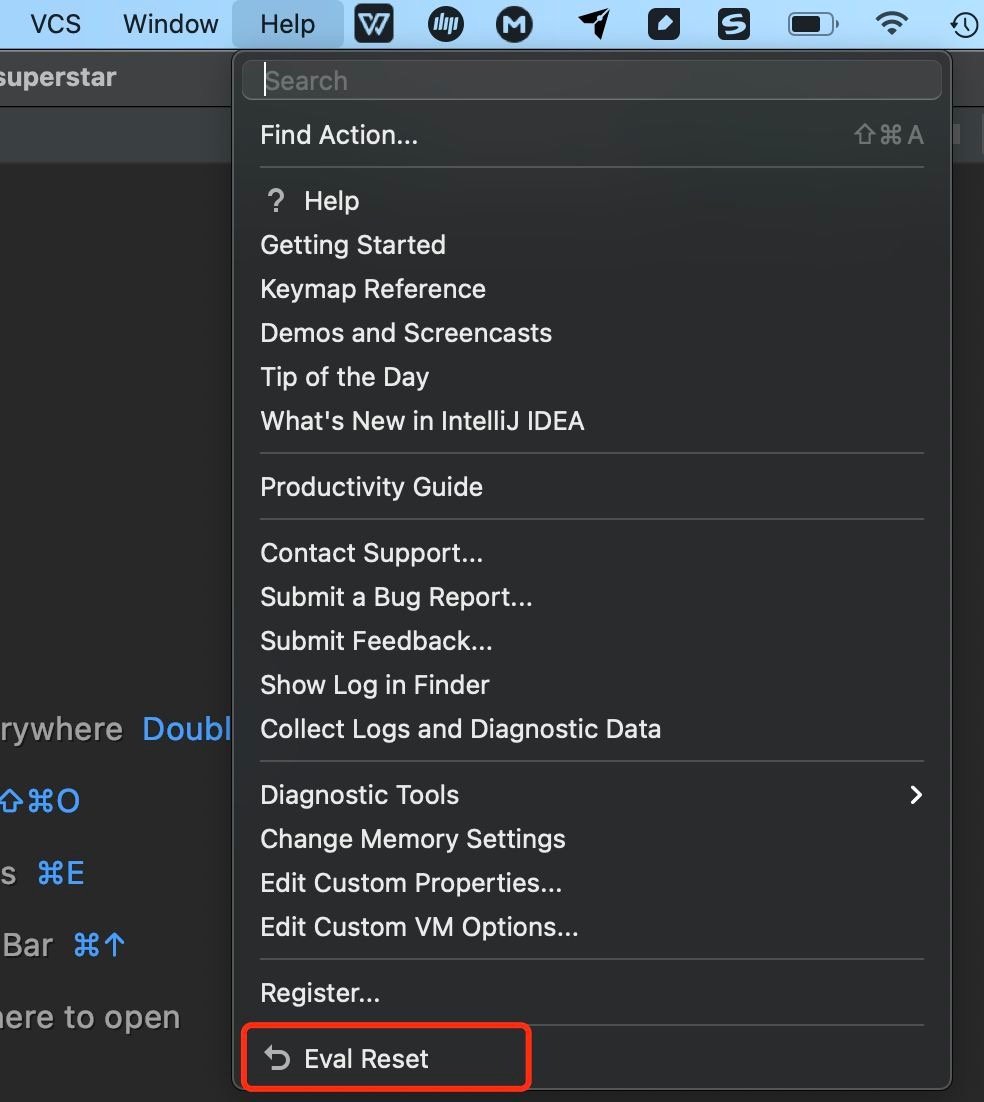 VCS Window Help
superstar
Search
Find Action... ⇧⌘A
? Help
Getting Started
Keymap Reference
Demos and Screencasts
Tip of the Day
What's New in IntelliJ IDEA
Productivity Guide
Contact Support...
Submit a Bug Report...
Submit Feedback...
Show Log in Finder
rywhere Doubl
Collect Logs and Diagnostic Data
Diagnostic Tools
⇧⌘O
Change Memory Settings
s ⌘E
Edit Custom Properties...
Edit Custom VM Options...
Bar ⌘↑
Register...
here to open
Eval Reset